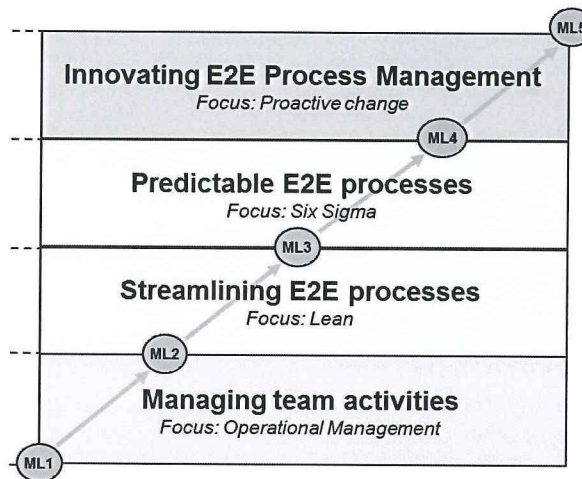 ML5
Innovating E2E Process Management
Focus: Proactive change
ML4
Predictable E2E processes
Focus: Six Sigma
ML3
Streamlining E2E processes
Focus: Lean
ML2
Managing team activities
Focus: Operational Management
ML1